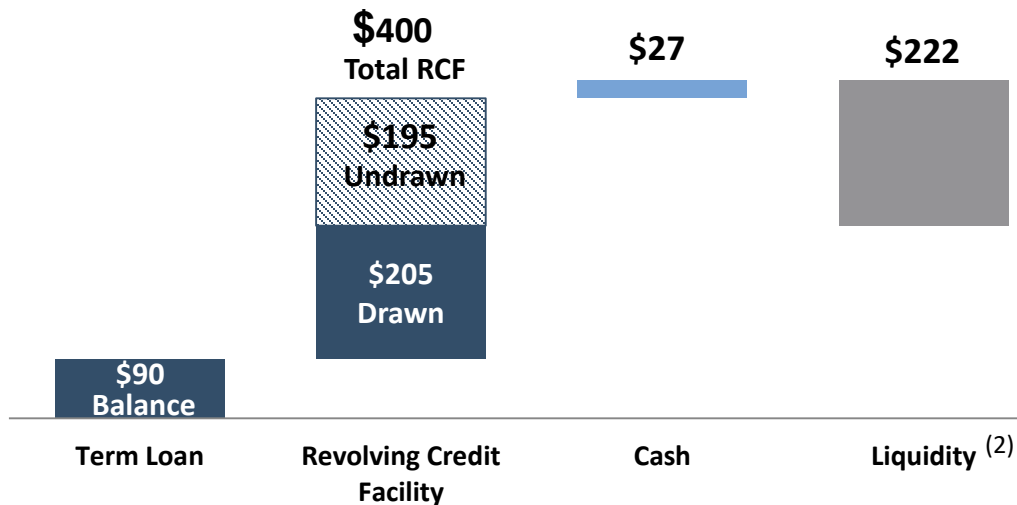 $400
Total RCF
$27
$222
$195
Undrawn
$205
Drawn
$90
Balance
Term Loan
Revolving Credit
Facility
Cash
Liquidity (2)